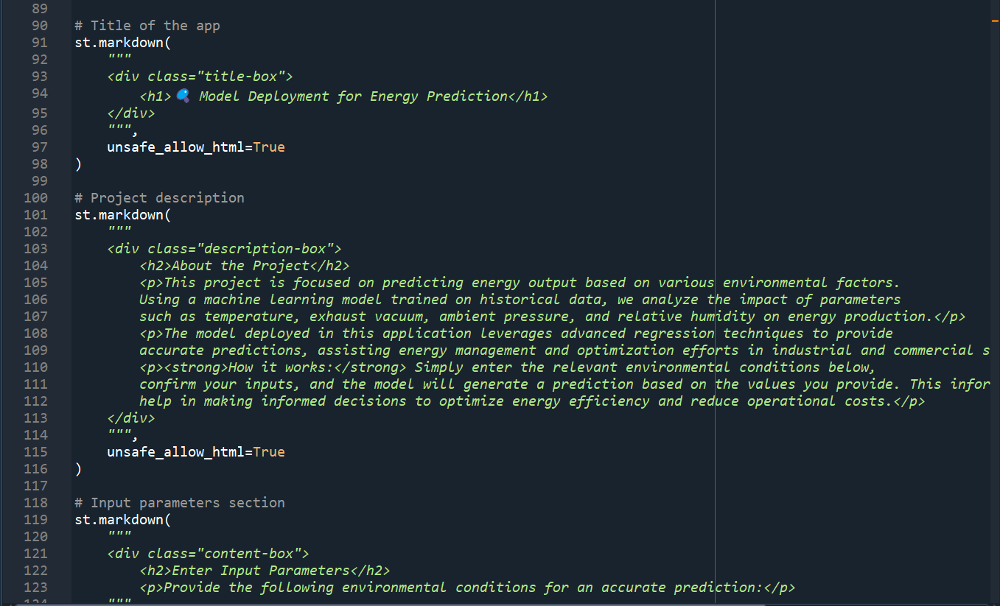 89
90 # Title of the app
91 st.markdown(
92 """
93 <div class="title-box">
94 <h1>🔍 Model Deployment for Energy Prediction</h1>
95 </div>
96 """,
97 unsafe_allow_html=True
98 )
99
100 # Project description
101 st.markdown(
102 """
103 <div class="description-box">
104 <h2>About the Project</h2>
105 <p>This project is focused on predicting energy output based on various environmental factors.
106 Using a machine learning model trained on historical data, we analyze the impact of parameters
107 such as temperature, exhaust vacuum, ambient pressure, and relative humidity on energy production.</p>
108 <p>The model deployed in this application leverages advanced regression techniques to provide
109 accurate predictions, assisting energy management and optimization efforts in industrial and commercial s
110 <p><strong>How it works:</strong> Simply enter the relevant environmental conditions below,
111 confirm your inputs, and the model will generate a prediction based on the values you provide. This infor
112 help in making informed decisions to optimize energy efficiency and reduce operational costs.</p>
113 </div>
114 """,
115 unsafe_allow_html=True
116 )
117
118 # Input parameters section
119 st.markdown(
120 """
121 <div class="content-box">
122 <h2>Enter Input Parameters</h2>
123 <p>Provide the following environmental conditions for an accurate prediction:</p>
124 """